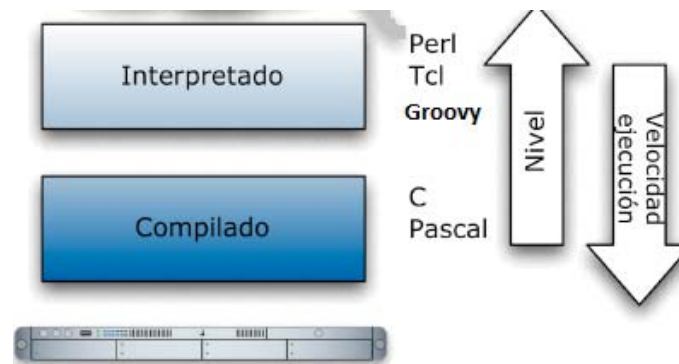 Interpretado
Perl
Tcl
Groovy
Compilado
C
Pascal
Nivel
Velocidad
ejecución